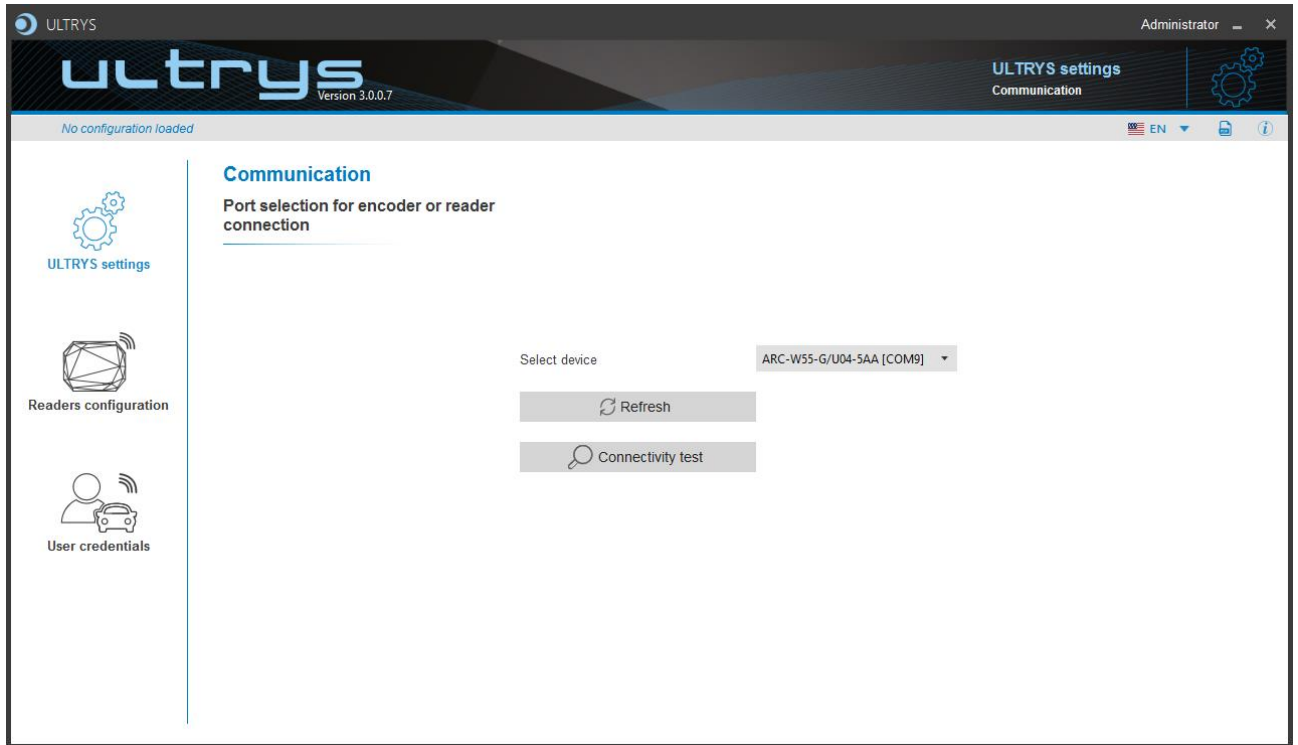 ULTRYS
Administrator
ultrys
Version 3.0.0.7
ULTRYS settings
Communication
No configuration loaded
EN
Communication
Port selection for encoder or reader
connection
ULTRYS settings
Select device
ARC-W55-G/U04-5AA [COM9]
Refresh
Readers configuration
Connectivity test
User credentials